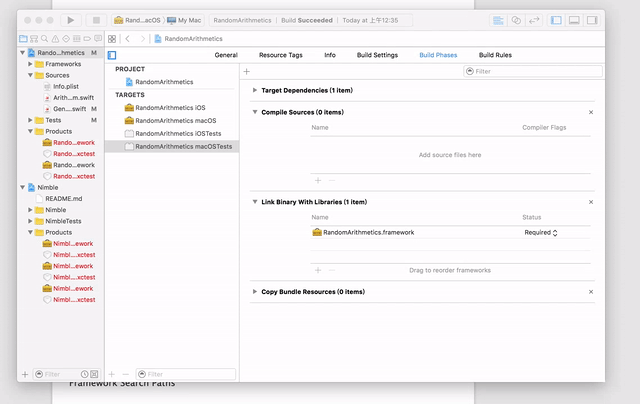 Rando...acOS
My Mac
RandomArithmetics
Build Succeeded
Today at 上午12:35
RandomArithmetics
Rando...hmetics M
Frameworks
Sources
Info.plist
Arith...m.swift
Gen....swift M
Tests M
Products
Rando...ework
Rando...xctest
Rando...ework
Rando...xctest
Nimble
README.md
Nimble
NimbleTests
Products
Nimbl...ework
Nimbl....xctest
Nimbl...ework
Nimbl....xctest
Nimbl...ework
Nimbl....xctest
Filter
PROJECT
RandomArithmetics
TARGETS
RandomArithmetics iOS
RandomArithmetics macOS
RandomArithmetics iOSTests
RandomArithmetics macOSTests
Filter
General Resource Tags Info Build Settings Build Phases Build Rules
Filter
Target Dependencies (1 item)
Compile Sources (0 items)
Name Compiler Flags
Add source files here
Link Binary With Libraries (1 item)
Name Status
RandomArithmetics.framework Required
Drag to reorder frameworks
Copy Bundle Resources (0 items)
Framework Search Paths